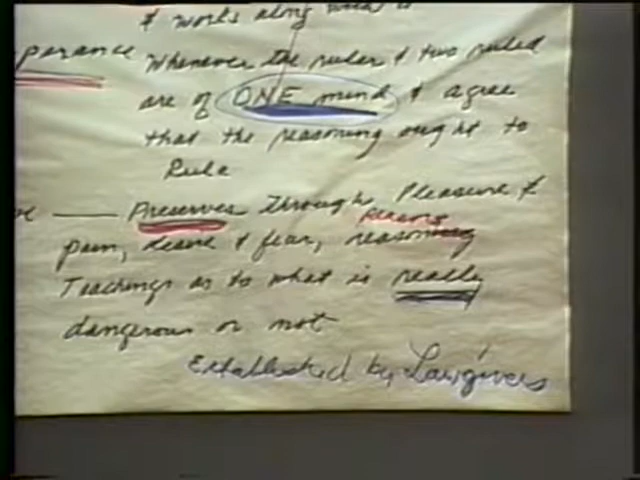 & works along with it
perance Whenever the ruler & two ruled
are of ONE mind & agree
that the reasoning ought to
Rule
Preserves through Pleasure &
pain, desire & fear, reasoning
reasons
Teachings as to what is really
dangerous or not
Established by Lawgivers